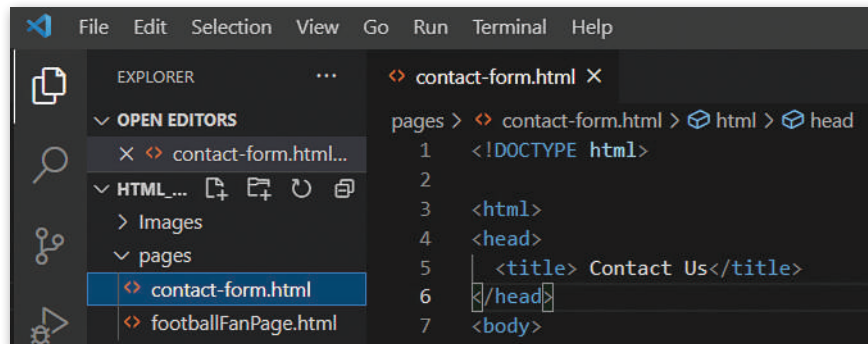 File Edit Selection View Go Run Terminal Help
EXPLORER ...
OPEN EDITORS
contact-form.html...
HTML_...
Images
pages
contact-form.html
footballFanPage.html
contact-form.html
pages > contact-form.html > html > head
1 <!DOCTYPE html>
2
3 <html>
4 <head>
5 <title> Contact Us</title>
6 </head>
7 <body>